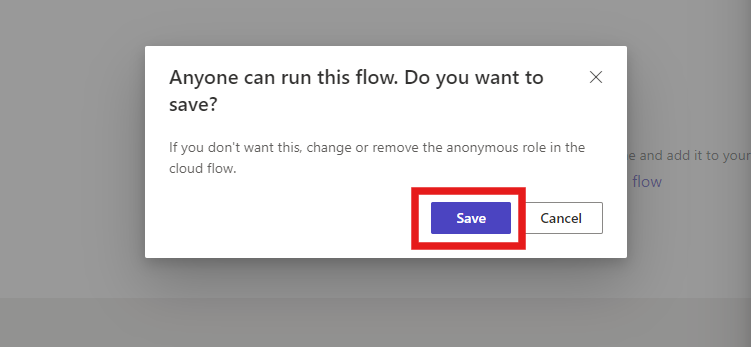 Anyone can run this flow. Do you want to
save?
If you don't want this, change or remove the anonymous role in the
cloud flow.
e and add it to your
flow
Save
Cancel